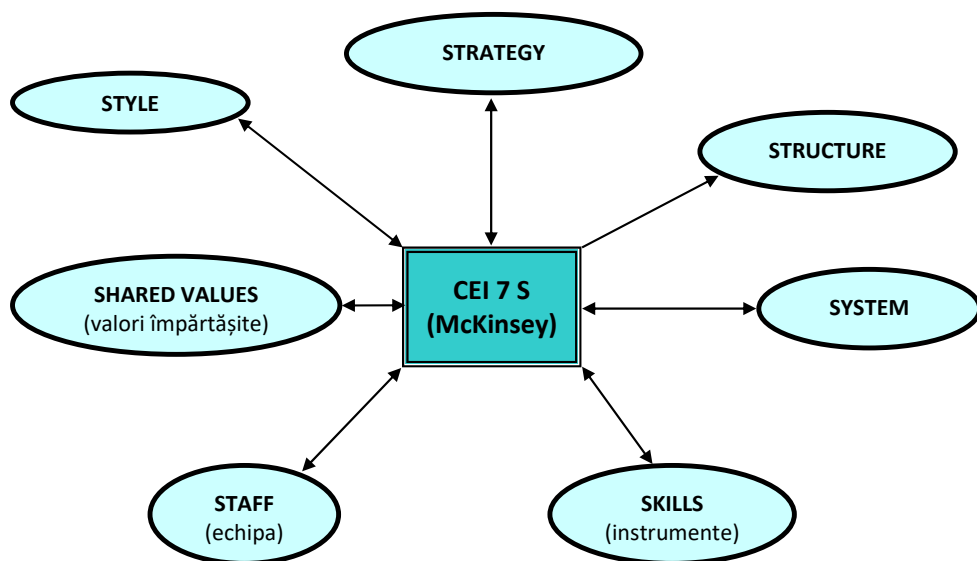 STRATEGY
STYLE
STRUCTURE
SHARED VALUES
(valori împărtășite)
CEI 7 S
(McKinsey)
SYSTEM
STAFF
(echipa)
SKILLS
(instrumente)